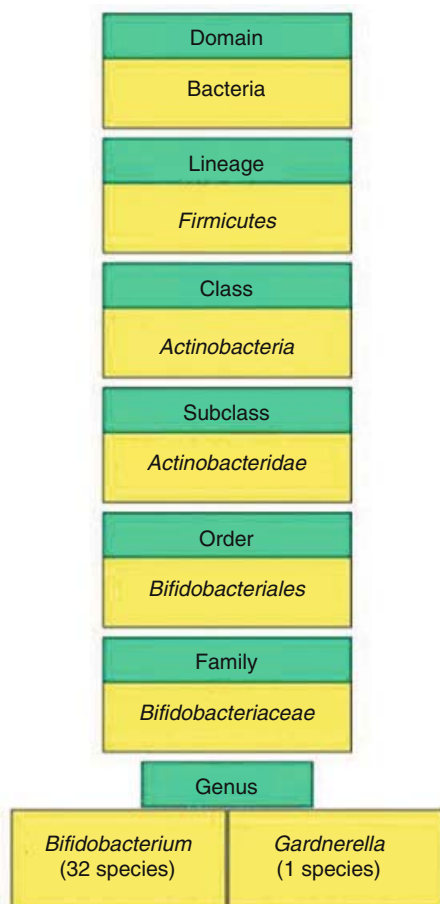 Domain
Bacteria
Lineage
Firmicutes
Class
Actinobacteria
Subclass
Actinobacteridae
Order
Bifidobacteriales
Family
Bifidobacteriaceae
Genus
Bifidobacterium
(32 species)
Gardnerella
(1 species)